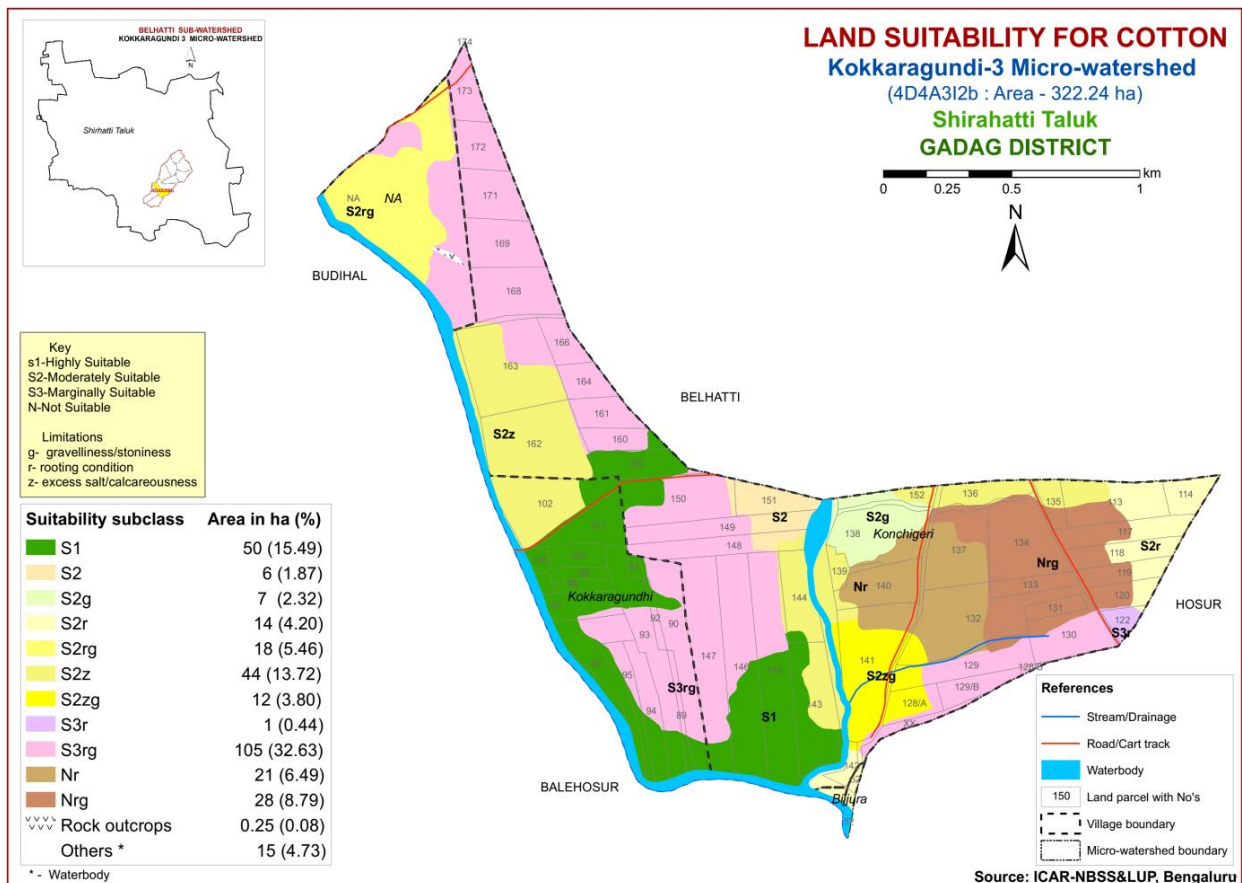 BELHATTI SUB-WATERSHED
KOKKARAGUNDI 3 MICRO-WATERSHED
N
Shirhatti Taluk
LAND SUITABILITY FOR COTTON
Kokkaragundi-3 Micro-watershed
(4D4A3I2b : Area - 322.24 ha)
Shirahatti Taluk
GADAG DISTRICT
km
0 0.25 0.5 1
N
174
173
172
171
NA
NA
S2rg
169
BUDIHAL
168
166
163
164
161
BELHATTI
160
S2z
162
102
150
151
149
S2
148
152
136
135
113
114
S2g
138
Konchigeri
137
134
117
118
S2r
139
Nrg
119
Nr
140
133
120
144
131
122
HOSUR
132
130
S3r
Kokkaragundhi
92
90
93
147
146
141
129
128/B
95
S3rg
S2zg
129/B
94
89
S1
143
128/A
XX
142
BALEHOSUR
Bijjura
Key
s1-Highly Suitable
S2-Moderately Suitable
S3-Marginally Suitable
N-Not Suitable
Limitations
g- gravelliness/stoniness
r- rooting condition
z- excess salt/calcareousness
Suitability subclass Area in ha (%)
S1 50 (15.49)
S2 6 (1.87)
S2g 7 (2.32)
S2r 14 (4.20)
S2rg 18 (5.46)
S2z 44 (13.72)
S2zg 12 (3.80)
S3r 1 (0.44)
S3rg 105 (32.63)
Nr 21 (6.49)
Nrg 28 (8.79)
Rock outcrops 0.25 (0.08)
Others * 15 (4.73)
* - Waterbody
References
Stream/Drainage
Road/Cart track
Waterbody
150 Land parcel with No's
Village boundary
Micro-watershed boundary
Source: ICAR-NBSS&LUP, Bengaluru